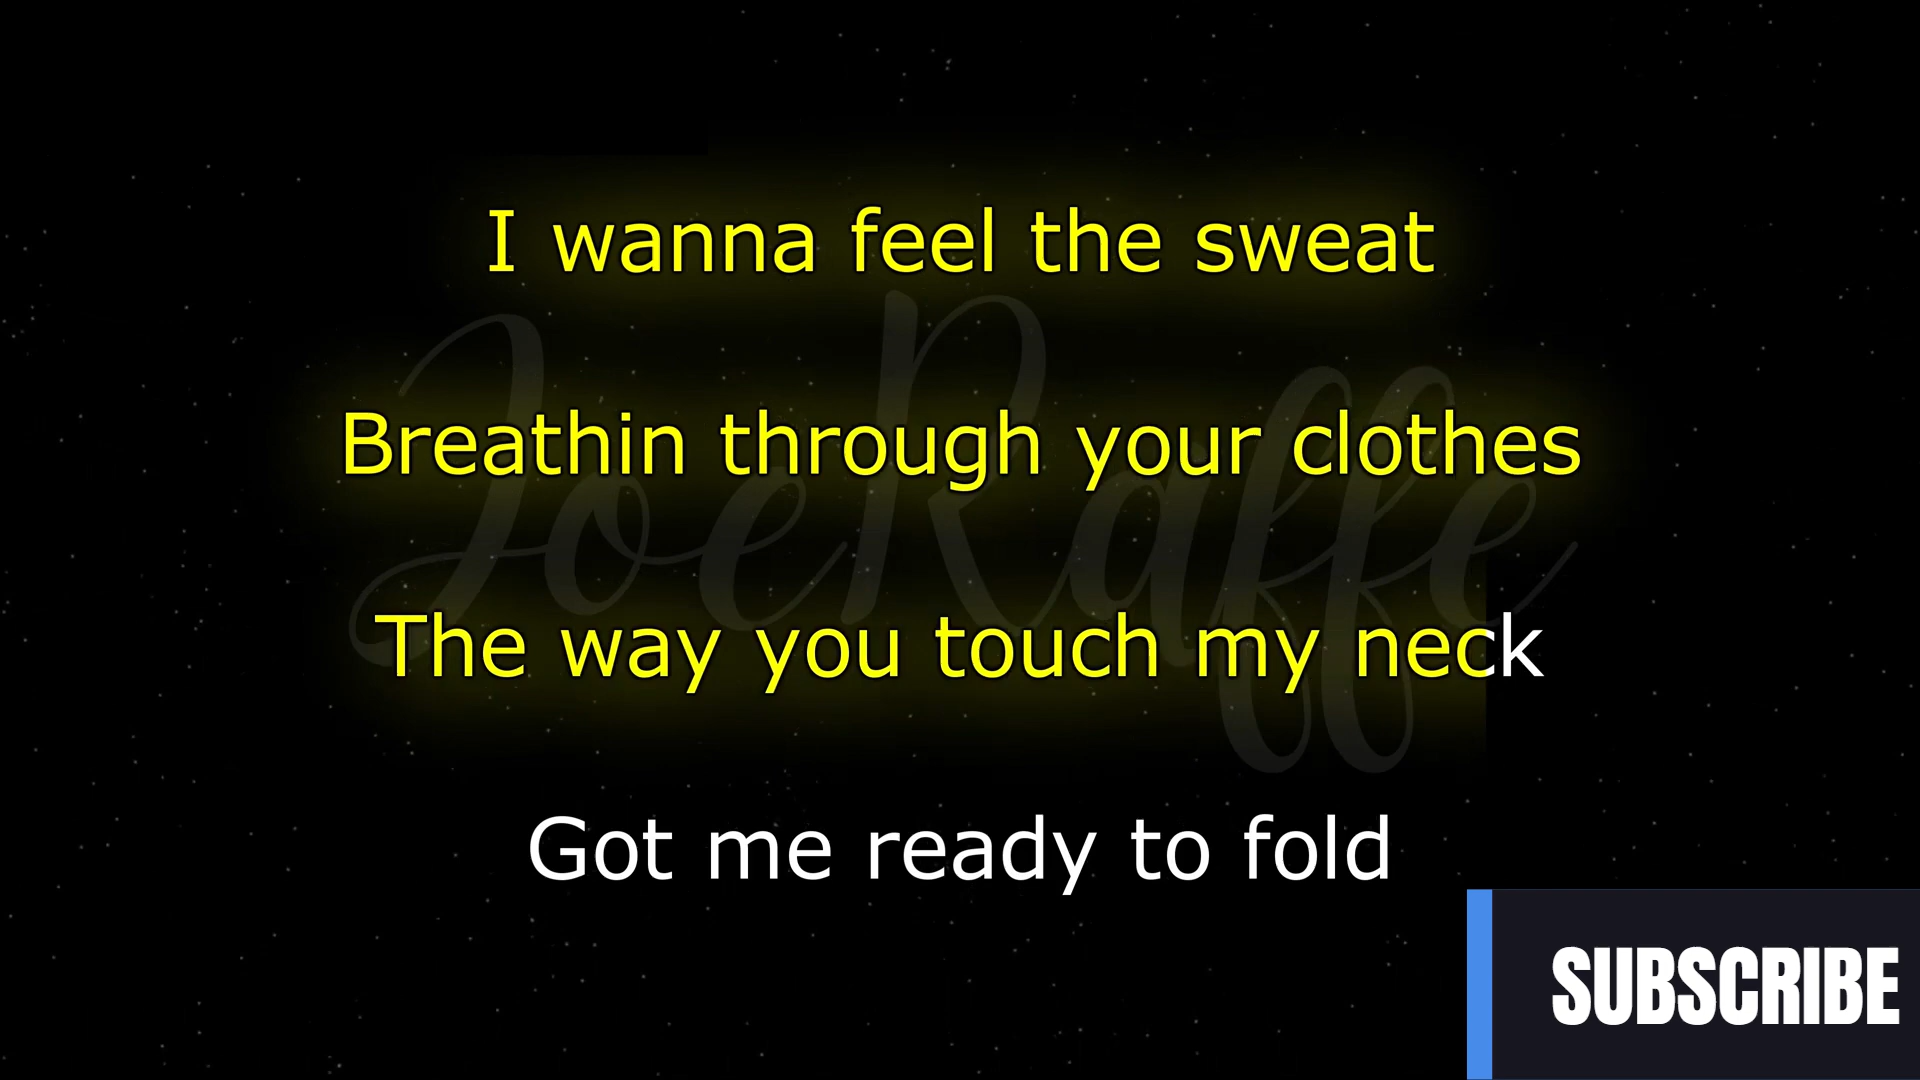 I wanna feel the sweat
Breathin through your clothes
JoeRaffe
The way you touch my neck
Got me ready to fold
SUBSCRIBE